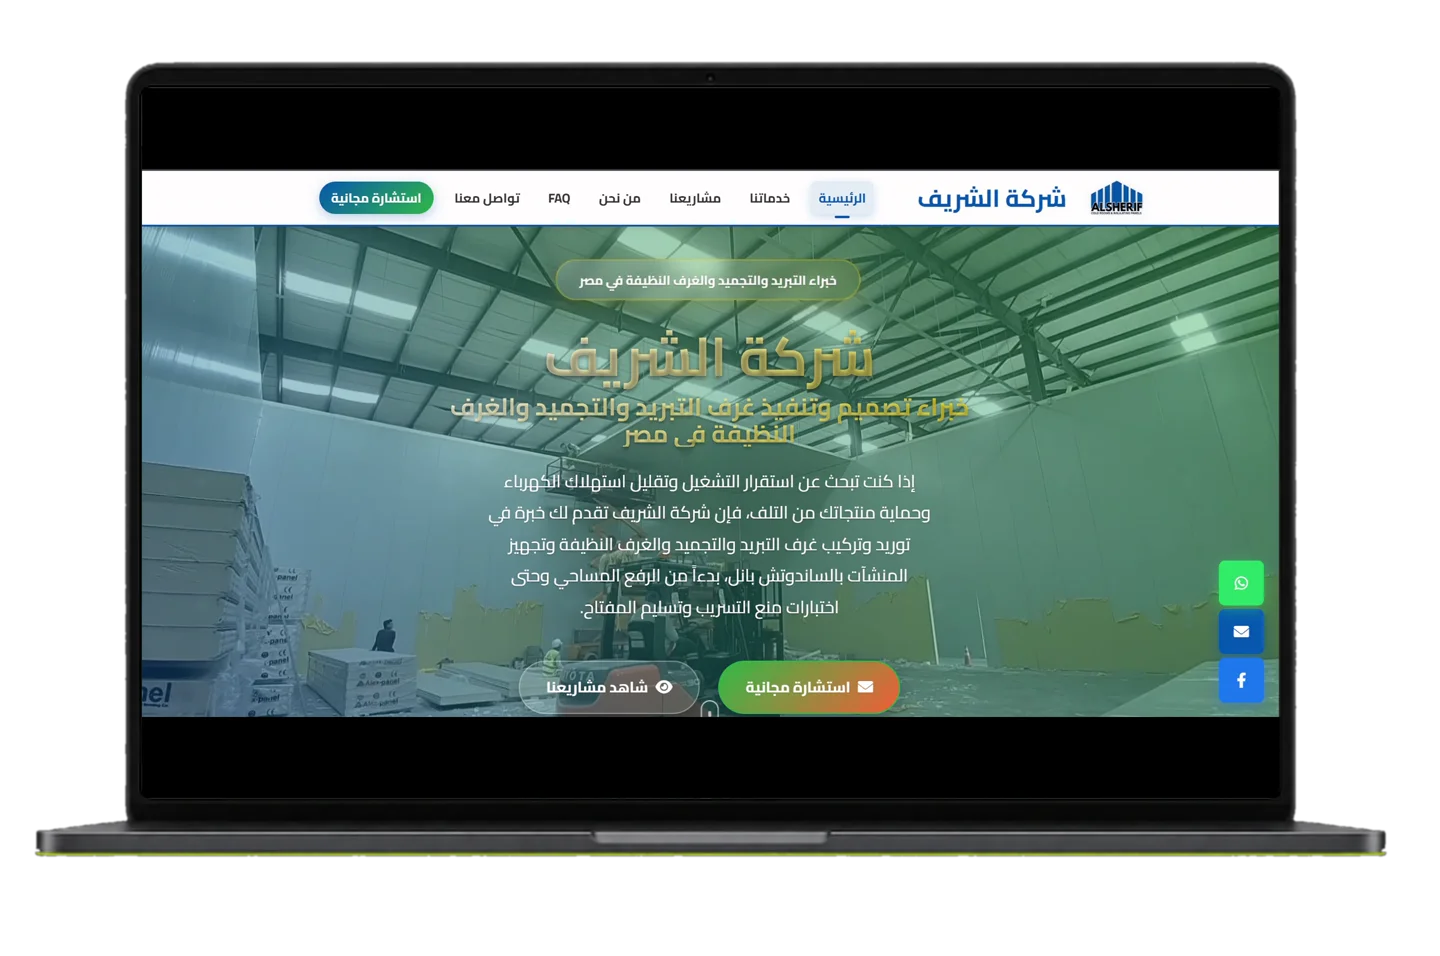 ALSHERIF
شركة الشريف
الرئيسية
خدماتنا
مشاريعنا
من نحن
FAQ
تواصل معنا
استشارة مجانية
خبراء التبريد والتجميد والغرف النظيفة في مصر
شركة الشريف
خبراء تصميم وتنفيذ غرف التبريد والتجميد والغرف
النظيفة في مصر
إذا كنت تبحث عن استقرار التشغيل وتقليل استهلاك الكهرباء
وحماية منتجاتك من التلف، فإن شركة الشريف تقدم لك خبرة في
توريد وتركيب غرف التبريد والتجميد والغرف النظيفة وتجهيز
المنشآت بالساندوتش بانل، بدءاً من الرفع المساحي وحتى
اختبارات منع التسريب وتسليم المفتاح.
استشارة مجانية
شاهد مشاريعنا